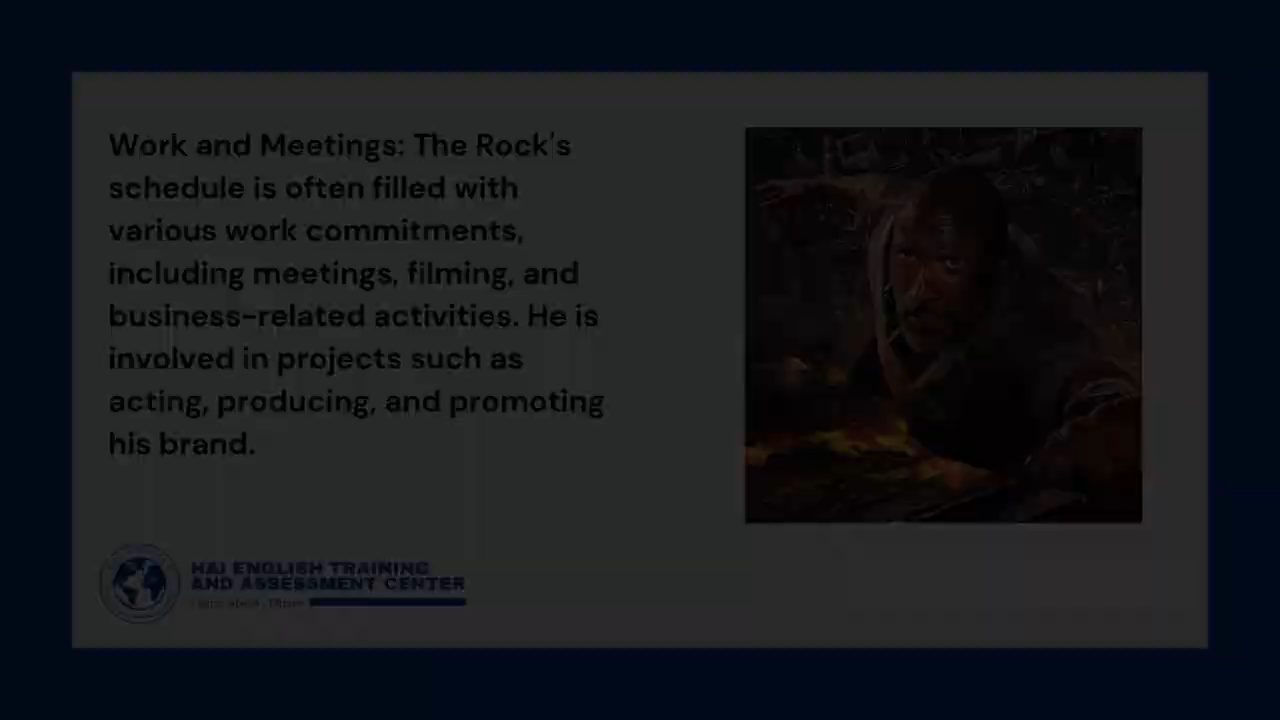 Work and Meetings: The Rock's
schedule is often filled with
various work commitments,
including meetings, filming, and
business-related activities. He is
involved in projects such as
acting, producing, and promoting
his brand.
HAI ENGLISH TRAINING
AND ASSESSMENT CENTER